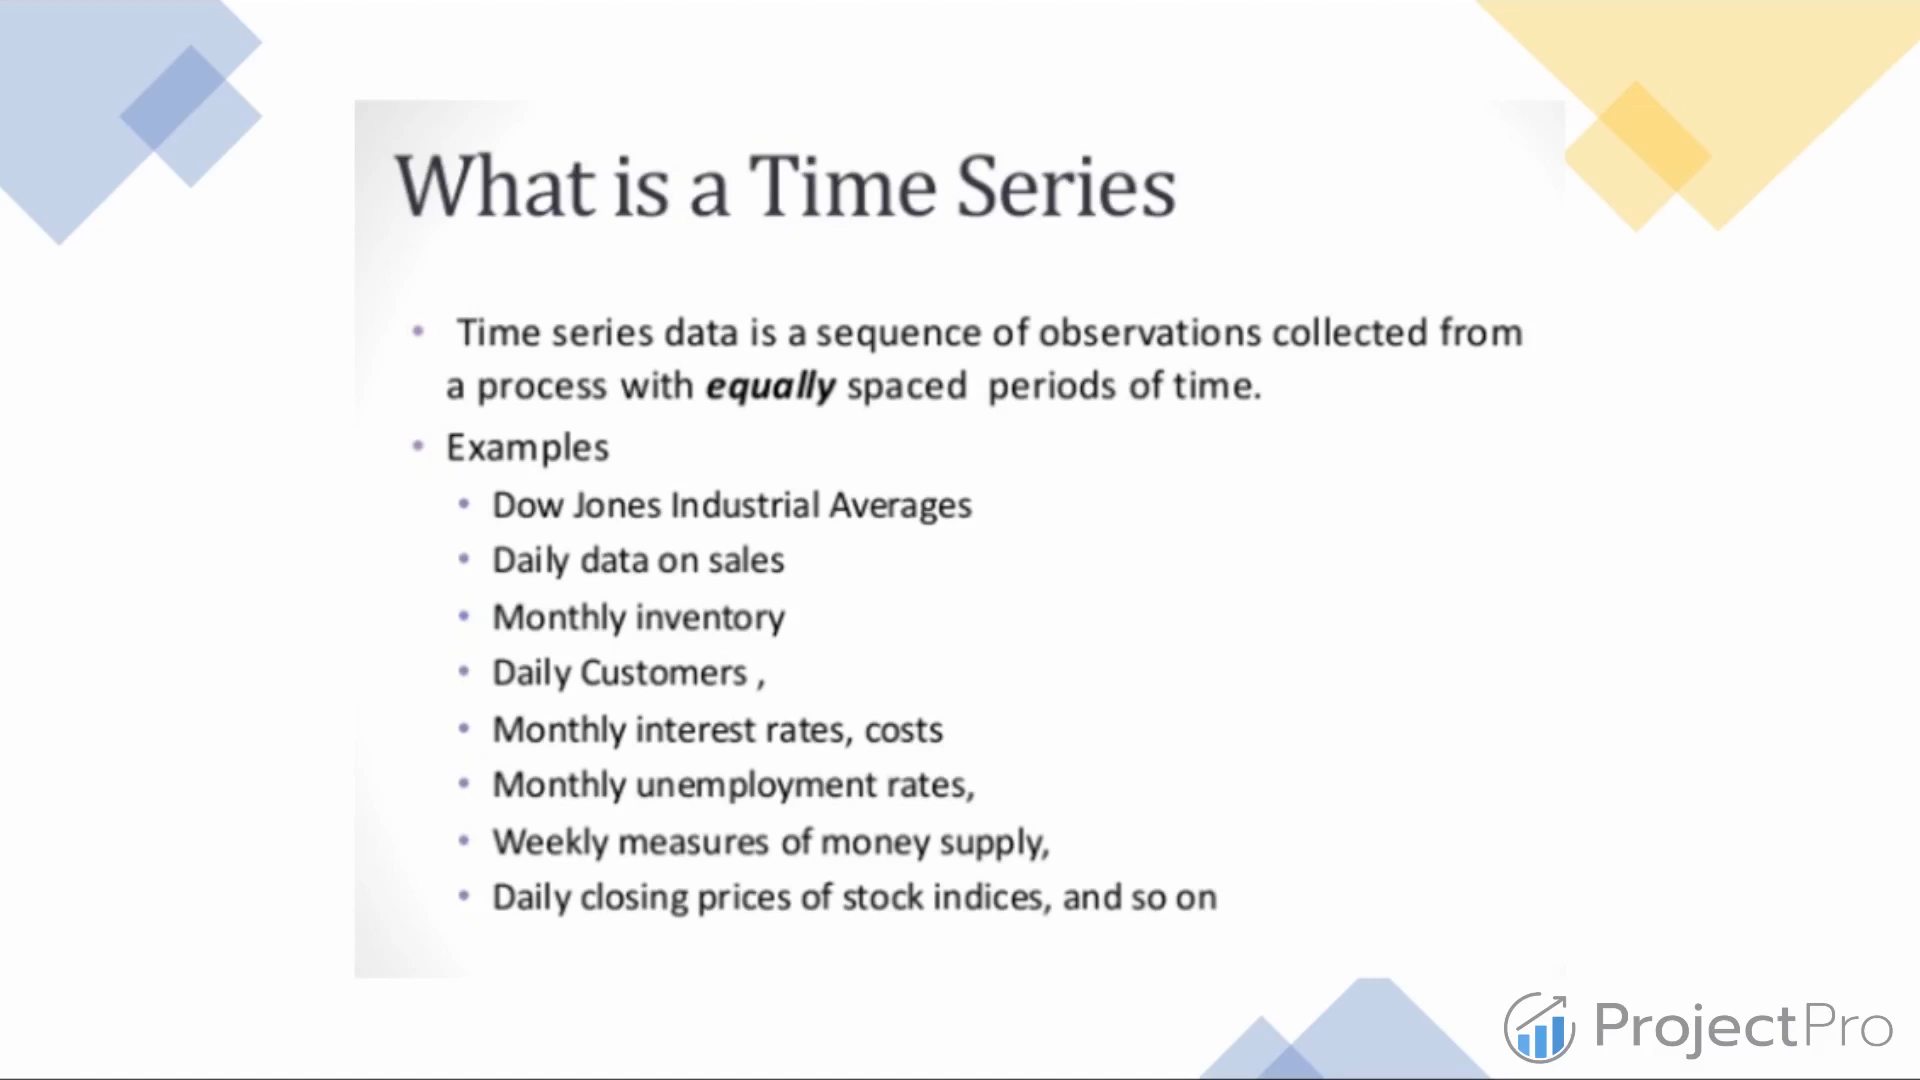 What is a Time Series
• Time series data is a sequence of observations collected from
a process with equally spaced periods of time.
• Examples
• Dow Jones Industrial Averages
• Daily data on sales
• Monthly inventory
• Daily Customers ,
• Monthly interest rates, costs
• Monthly unemployment rates,
• Weekly measures of money supply,
• Daily closing prices of stock indices, and so on
ProjectPro